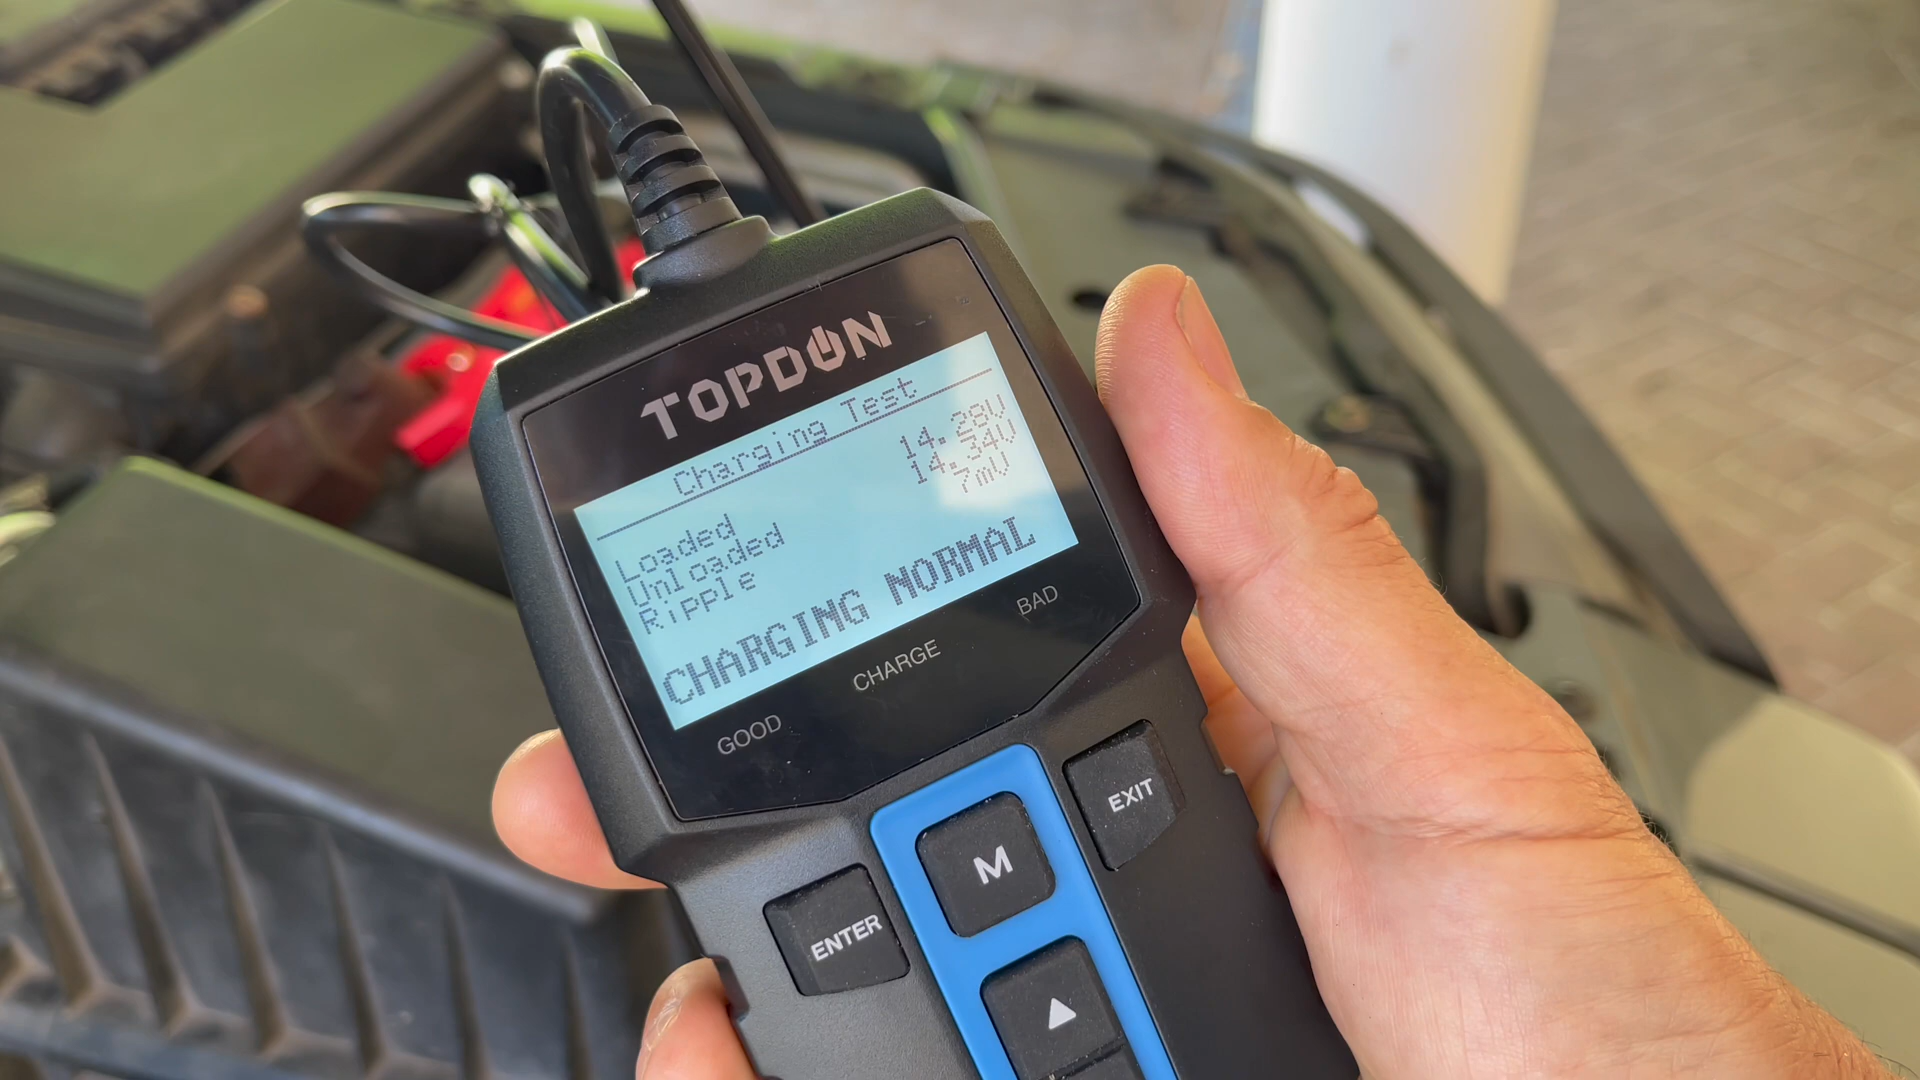 TOPDON
Charging Test
Loaded 14.28V
Unloaded 14.34V
Ripple 7mV
CHARGING NORMAL
GOOD CHARGE BAD
M
EXIT
ENTER